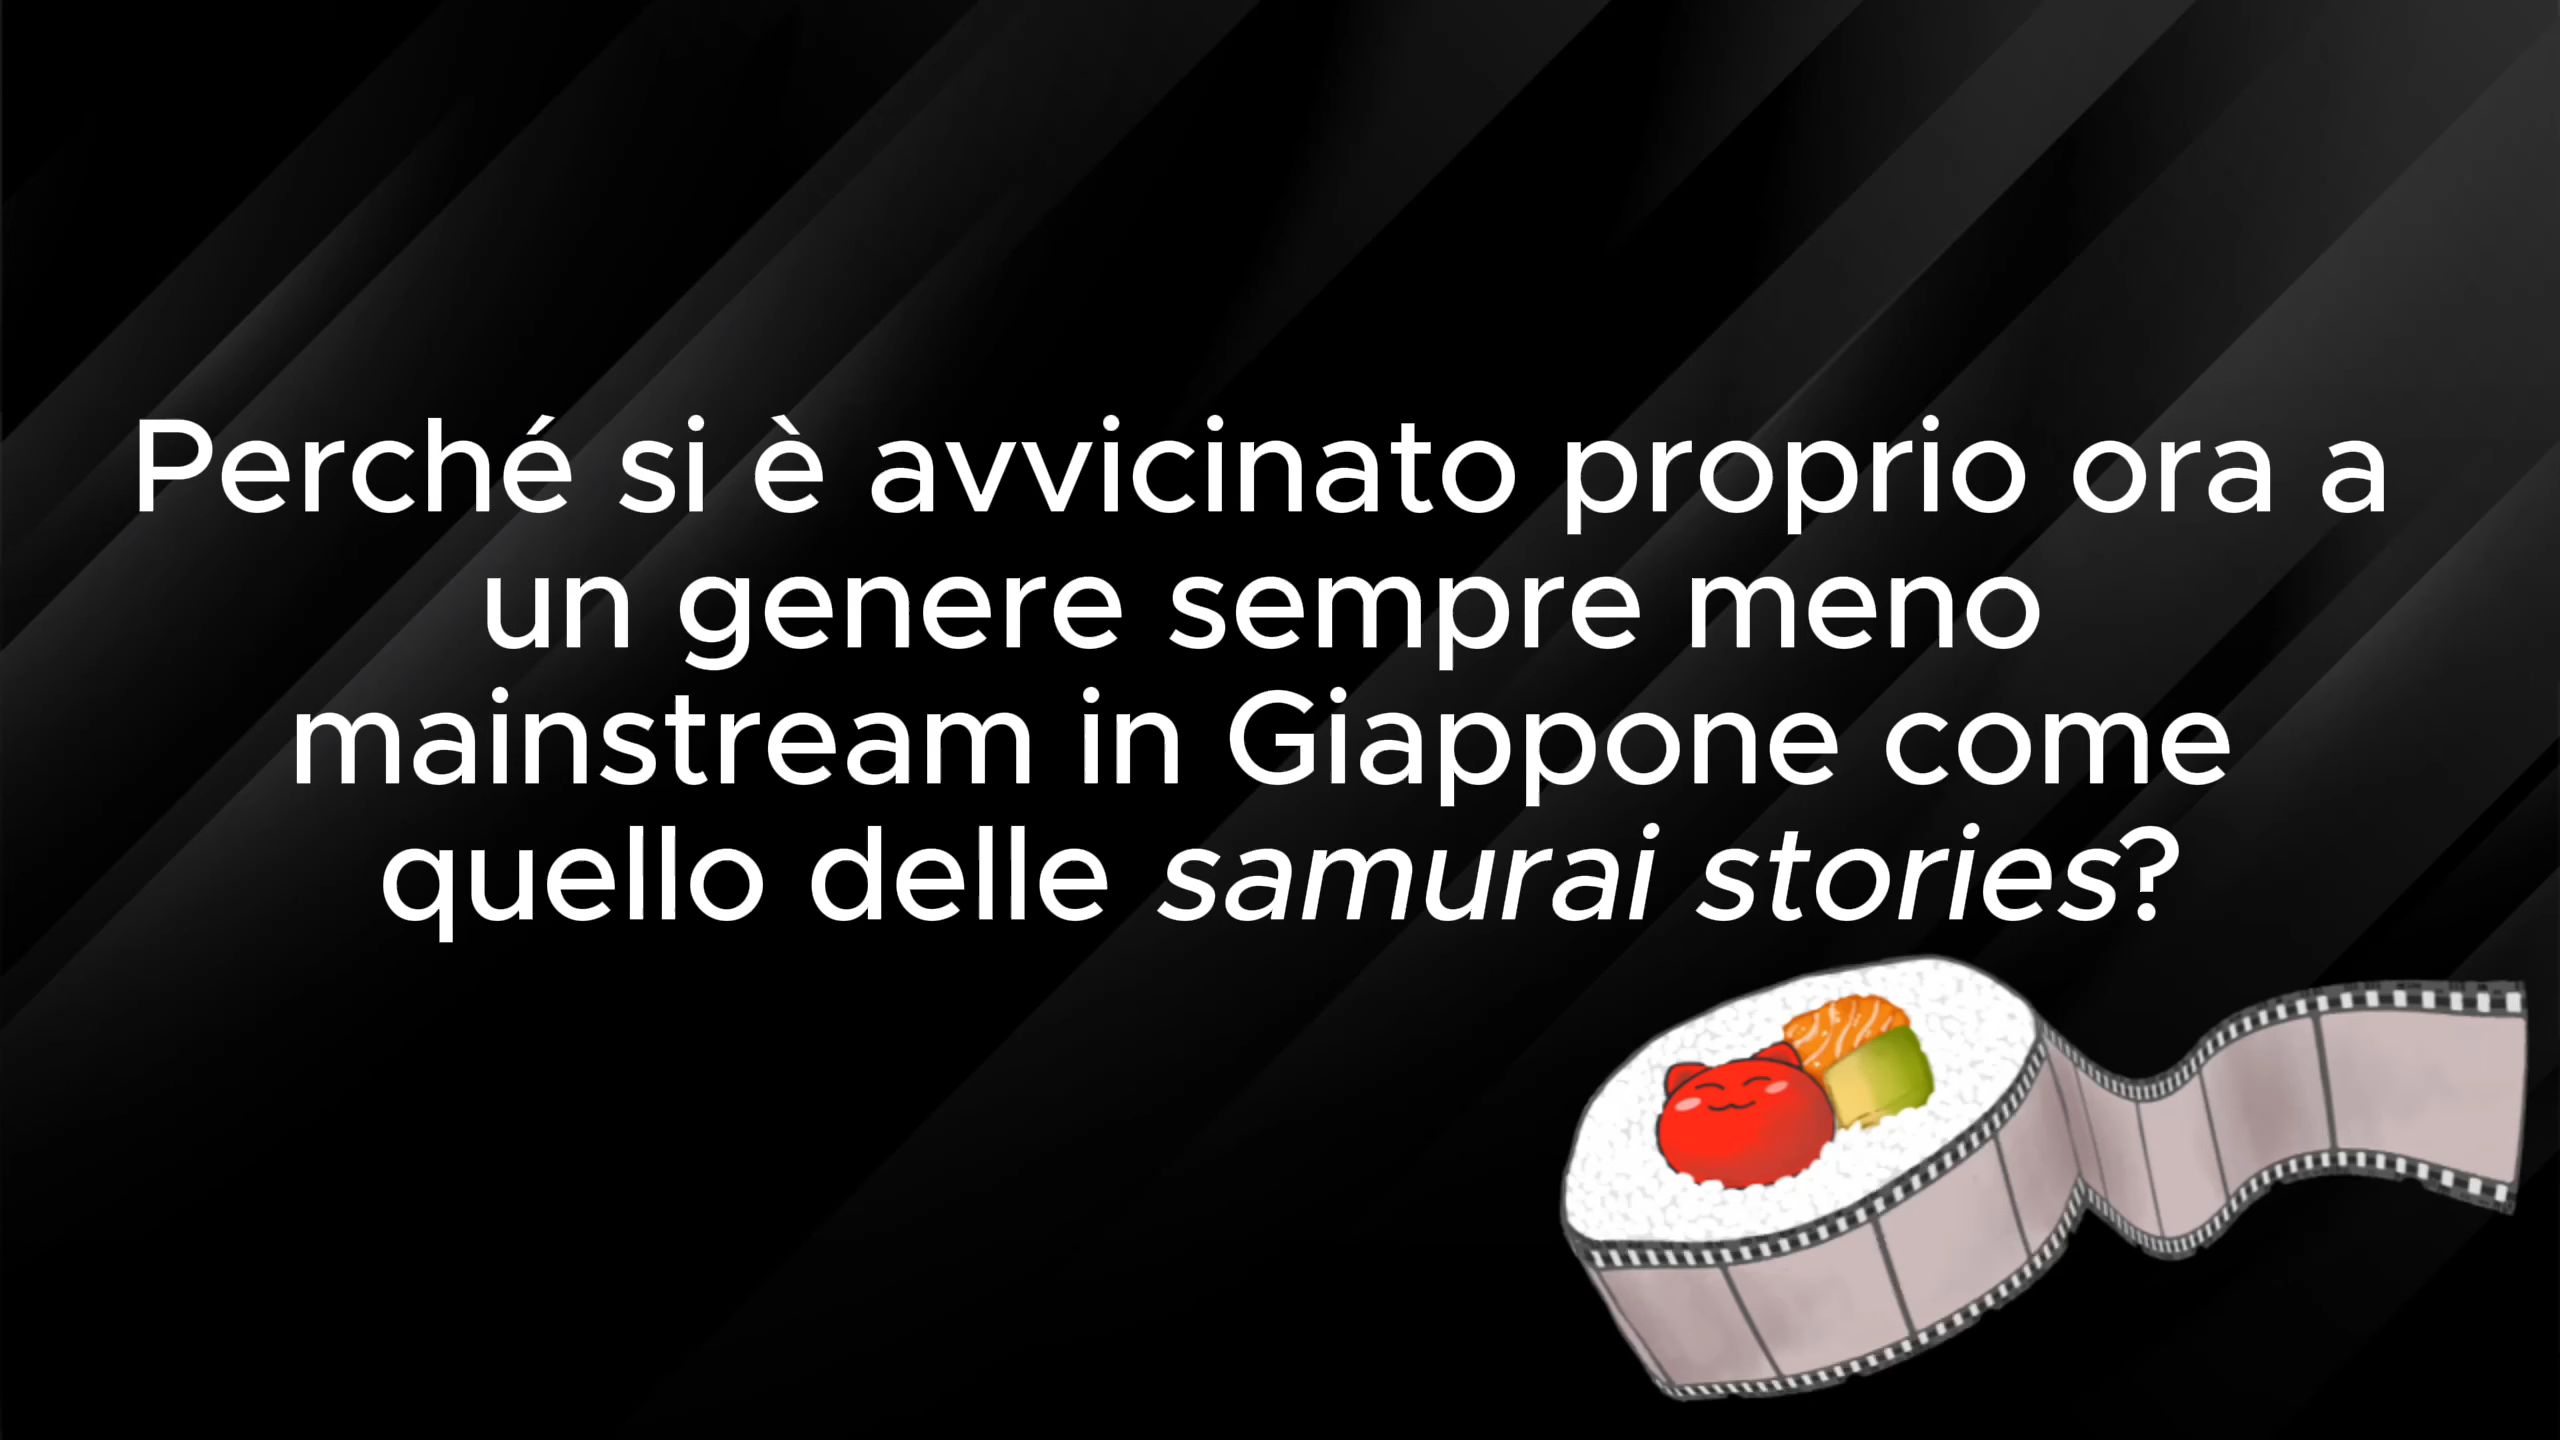 Perché si è avvicinato proprio ora a
un genere sempre meno
mainstream in Giappone come
quello delle samurai stories?